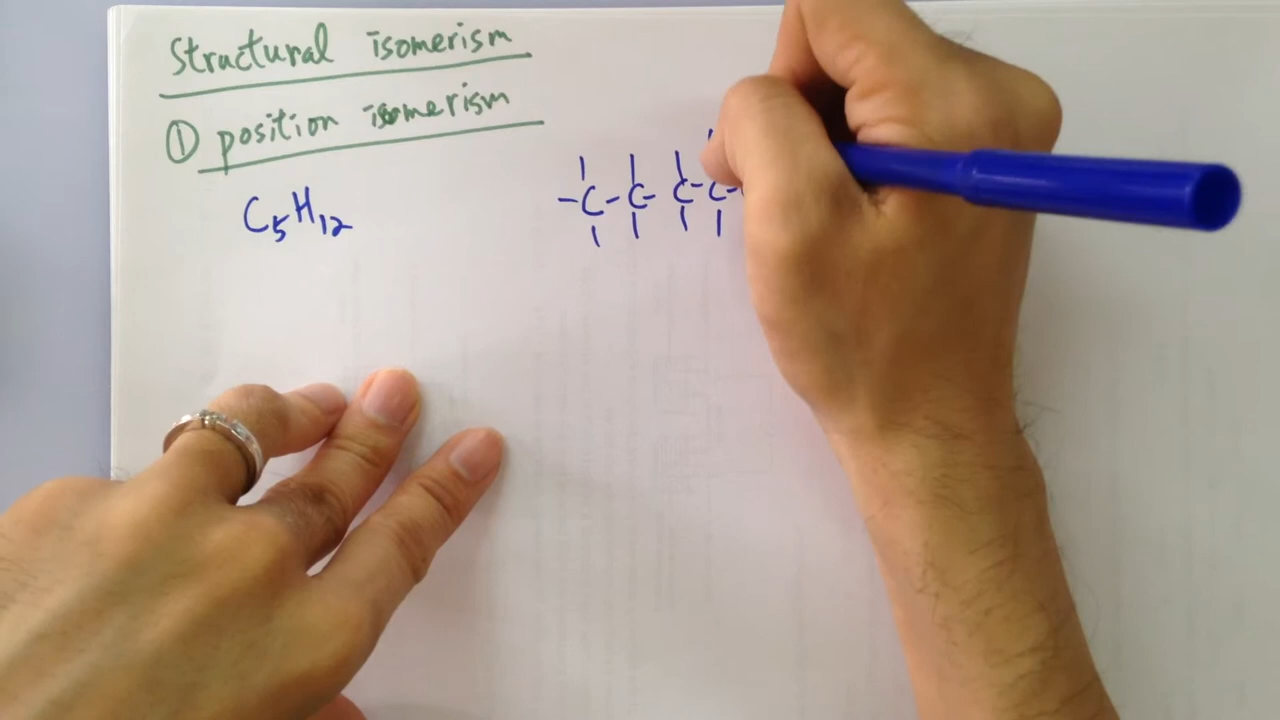 Structural isomerism
① position isomerism
C₅H₁₂
-C-C-C-C-